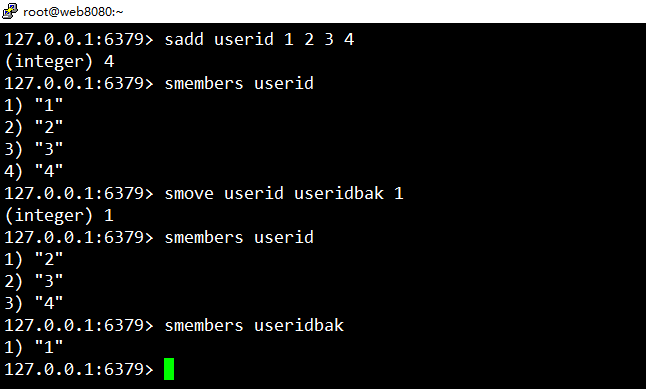 root@web8080:~
127.0.0.1:6379> sadd userid 1 2 3 4
(integer) 4
127.0.0.1:6379> smembers userid
1) "1"
2) "2"
3) "3"
4) "4"
127.0.0.1:6379> smove userid useridbak 1
(integer) 1
127.0.0.1:6379> smembers userid
1) "2"
2) "3"
3) "4"
127.0.0.1:6379> smembers useridbak
1) "1"
127.0.0.1:6379>